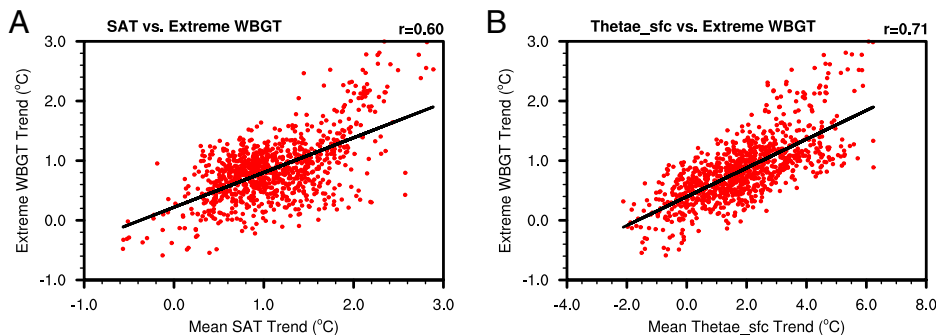 A
SAT vs. Extreme WBGT
r=0.60
3.0
2.0
1.0
0.0
-1.0
Extreme WBGT Trend (°C)
-1.0 0.0 1.0 2.0 3.0
Mean SAT Trend (°C)
B
Thetae_sfc vs. Extreme WBGT
r=0.71
3.0
2.0
1.0
0.0
-1.0
Extreme WBGT Trend (°C)
-4.0 -2.0 0.0 2.0 4.0 6.0 8.0
Mean Thetae_sfc Trend (°C)